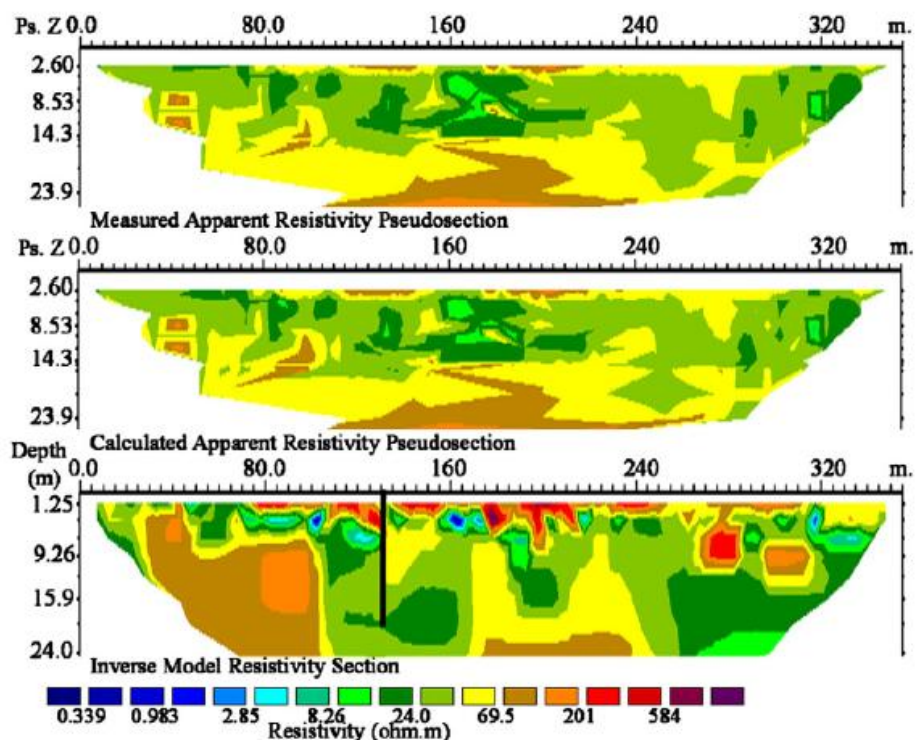 Ps. Z 0.0 80.0 160 240 320 m.
2.60
8.53
14.3
23.9
Measured Apparent Resistivity Pseudosection
Ps. Z 0.0 80.0 160 240 320 m.
2.60
8.53
14.3
23.9
Calculated Apparent Resistivity Pseudosection
Depth
(m)
0.0 80.0 160 240 320 m.
1.25
9.26
15.9
24.0
Inverse Model Resistivity Section
0.339 0.983 2.85 8.26 24.0 69.5 201 584
Resistivity (ohm.m)